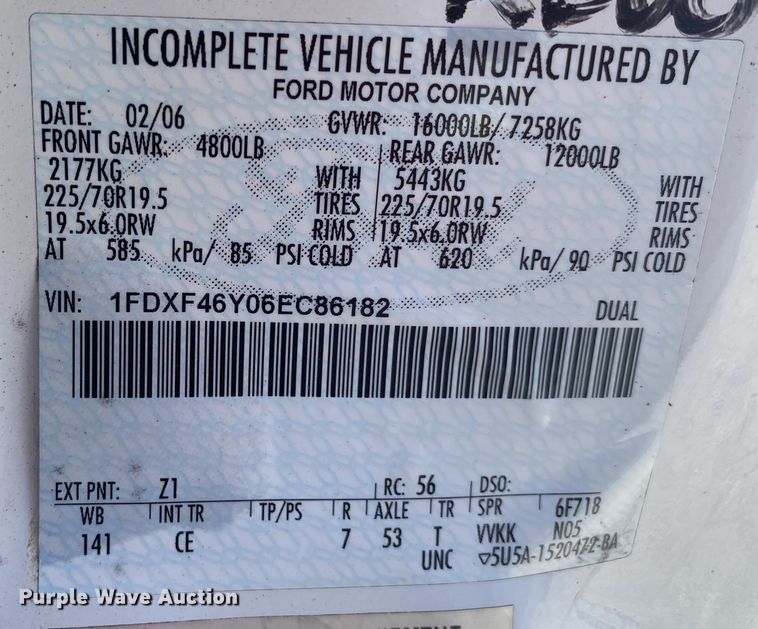 INCOMPLETE VEHICLE MANUFACTURED BY
FORD MOTOR COMPANY
DATE: 02/06 GVWR: 16000LB/ 7258KG
FRONT GAWR: 4800LB REAR GAWR: 12000LB
2177KG WITH 5443KG WITH
225/70R19.5 TIRES 225/70R19.5 TIRES
19.5x6.0RW RIMS 19.5x6.0RW RIMS
AT 585 kPa/ 85 PSI COLD AT 620 kPa/ 90 PSI COLD
VIN: 1FDXF46Y06EC86182 DUAL
EXT PNT: Z1 RC: 56 DSO:
WB INT TR TP/PS R AXLE TR SPR 6F718
141 CE 7 53 T VVKK N05
UNC ▽5U5A-1520472-BA
Purple Wave Auction